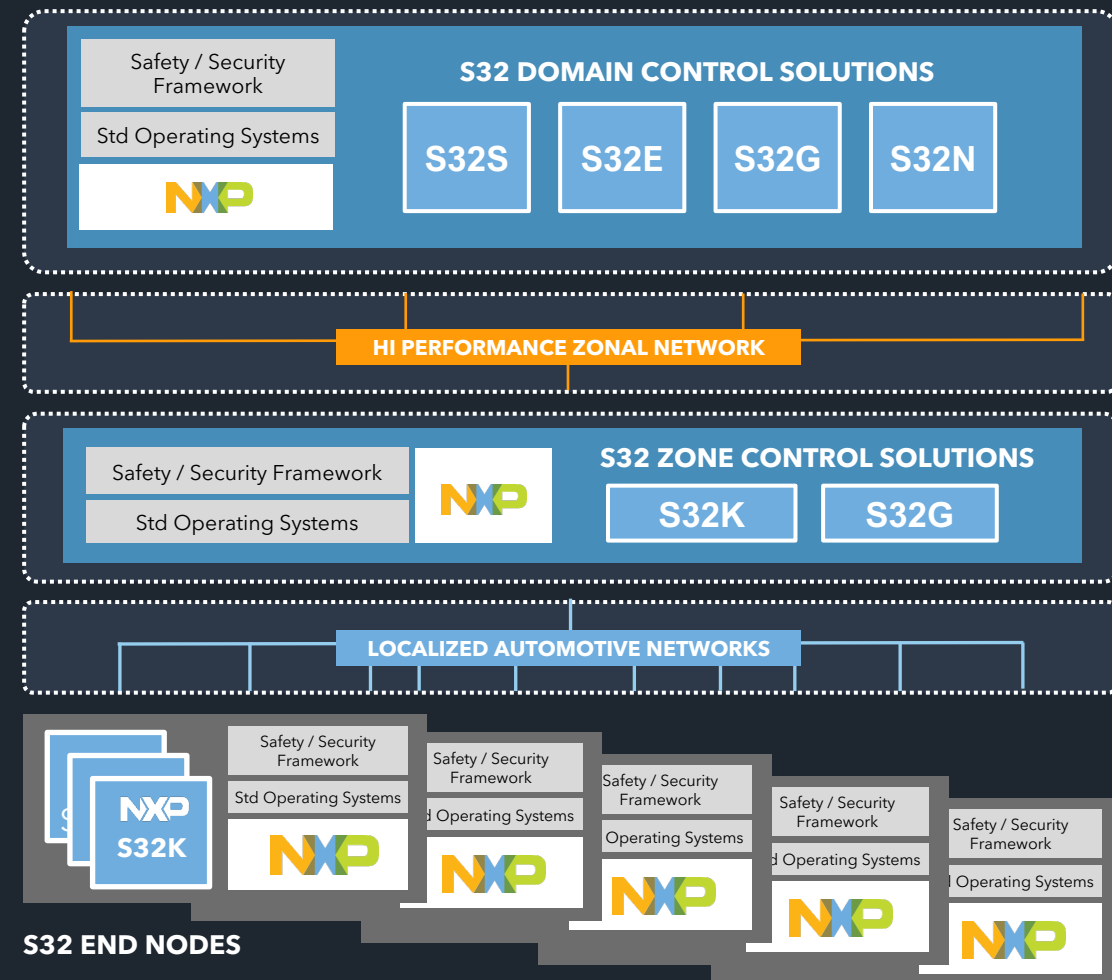 Safety / Security
Framework
Std Operating Systems
NXP
S32 DOMAIN CONTROL SOLUTIONS
S32S
S32E
S32G
S32N
HI PERFORMANCE ZONAL NETWORK
Safety / Security Framework
Std Operating Systems
NXP
S32 ZONE CONTROL SOLUTIONS
S32K
S32G
LOCALIZED AUTOMOTIVE NETWORKS
NXP
S32K
Safety / Security
Framework
Std Operating Systems
NXP
Safety / Security
Framework
d Operating Systems
NXP
Safety / Security
Framework
Operating Systems
NXP
Safety / Security
Framework
d Operating Systems
NXP
Safety / Security
Framework
Operating Systems
NXP
S32 END NODES